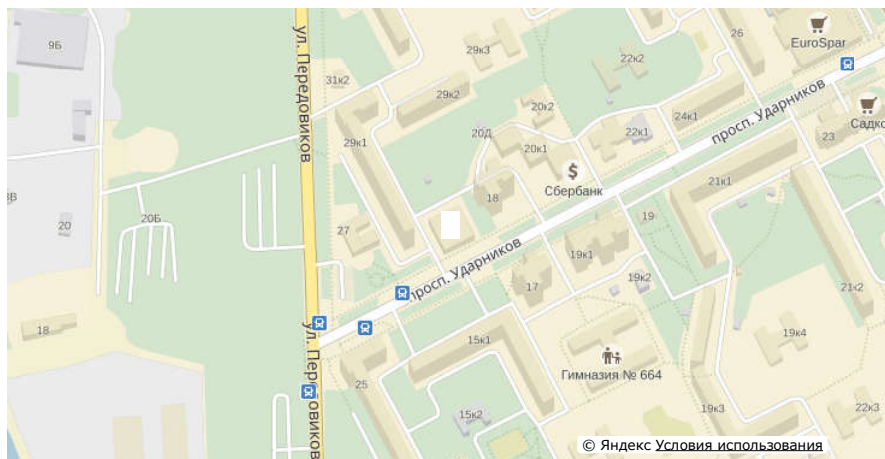 9Б
29к3
26
EuroSpar
22к2
31к2
ул. Передовиков
29к2
20к2
просп. Ударников
24к1
29к1
20Д
22к1
20к1
23
Садко
Сбербанк
21к1
18
20
20Б
27
19
просп. Ударников
19к1
19к2
17
21к2
18
ул. Передовиков
15к1
19к4
25
Гимназия № 664
15к2
19к3
22к3
© Яндекс Условия использования